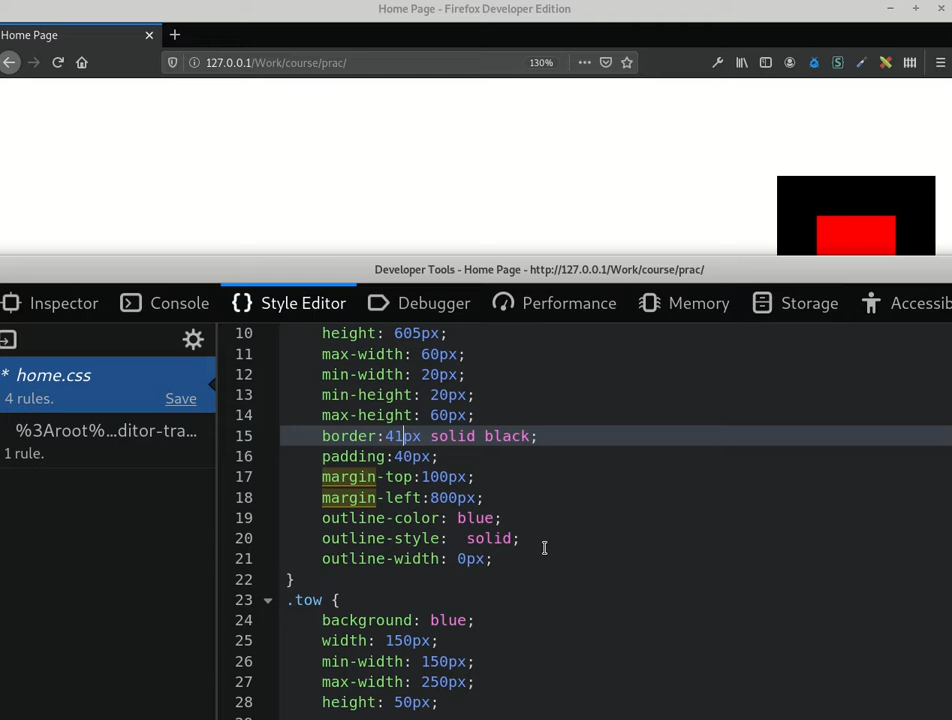 Home Page - Firefox Developer Edition
Home Page
127.0.0.1/Work/course/prac/ 130%
Developer Tools - Home Page - http://127.0.0.1/Work/course/prac/
Inspector Console {} Style Editor Debugger Performance Memory Storage Accessib
* home.css
4 rules. Save
%3Aroot%...ditor-tra...
1 rule.
10 height: 605px;
11 max-width: 60px;
12 min-width: 20px;
13 min-height: 20px;
14 max-height: 60px;
15 border:41px solid black;
16 padding:40px;
17 margin-top:100px;
18 margin-left:800px;
19 outline-color: blue;
20 outline-style:  solid;
21 outline-width: 0px;
22 }
23 .tow {
24 background: blue;
25 width: 150px;
26 min-width: 150px;
27 max-width: 250px;
28 height: 50px;